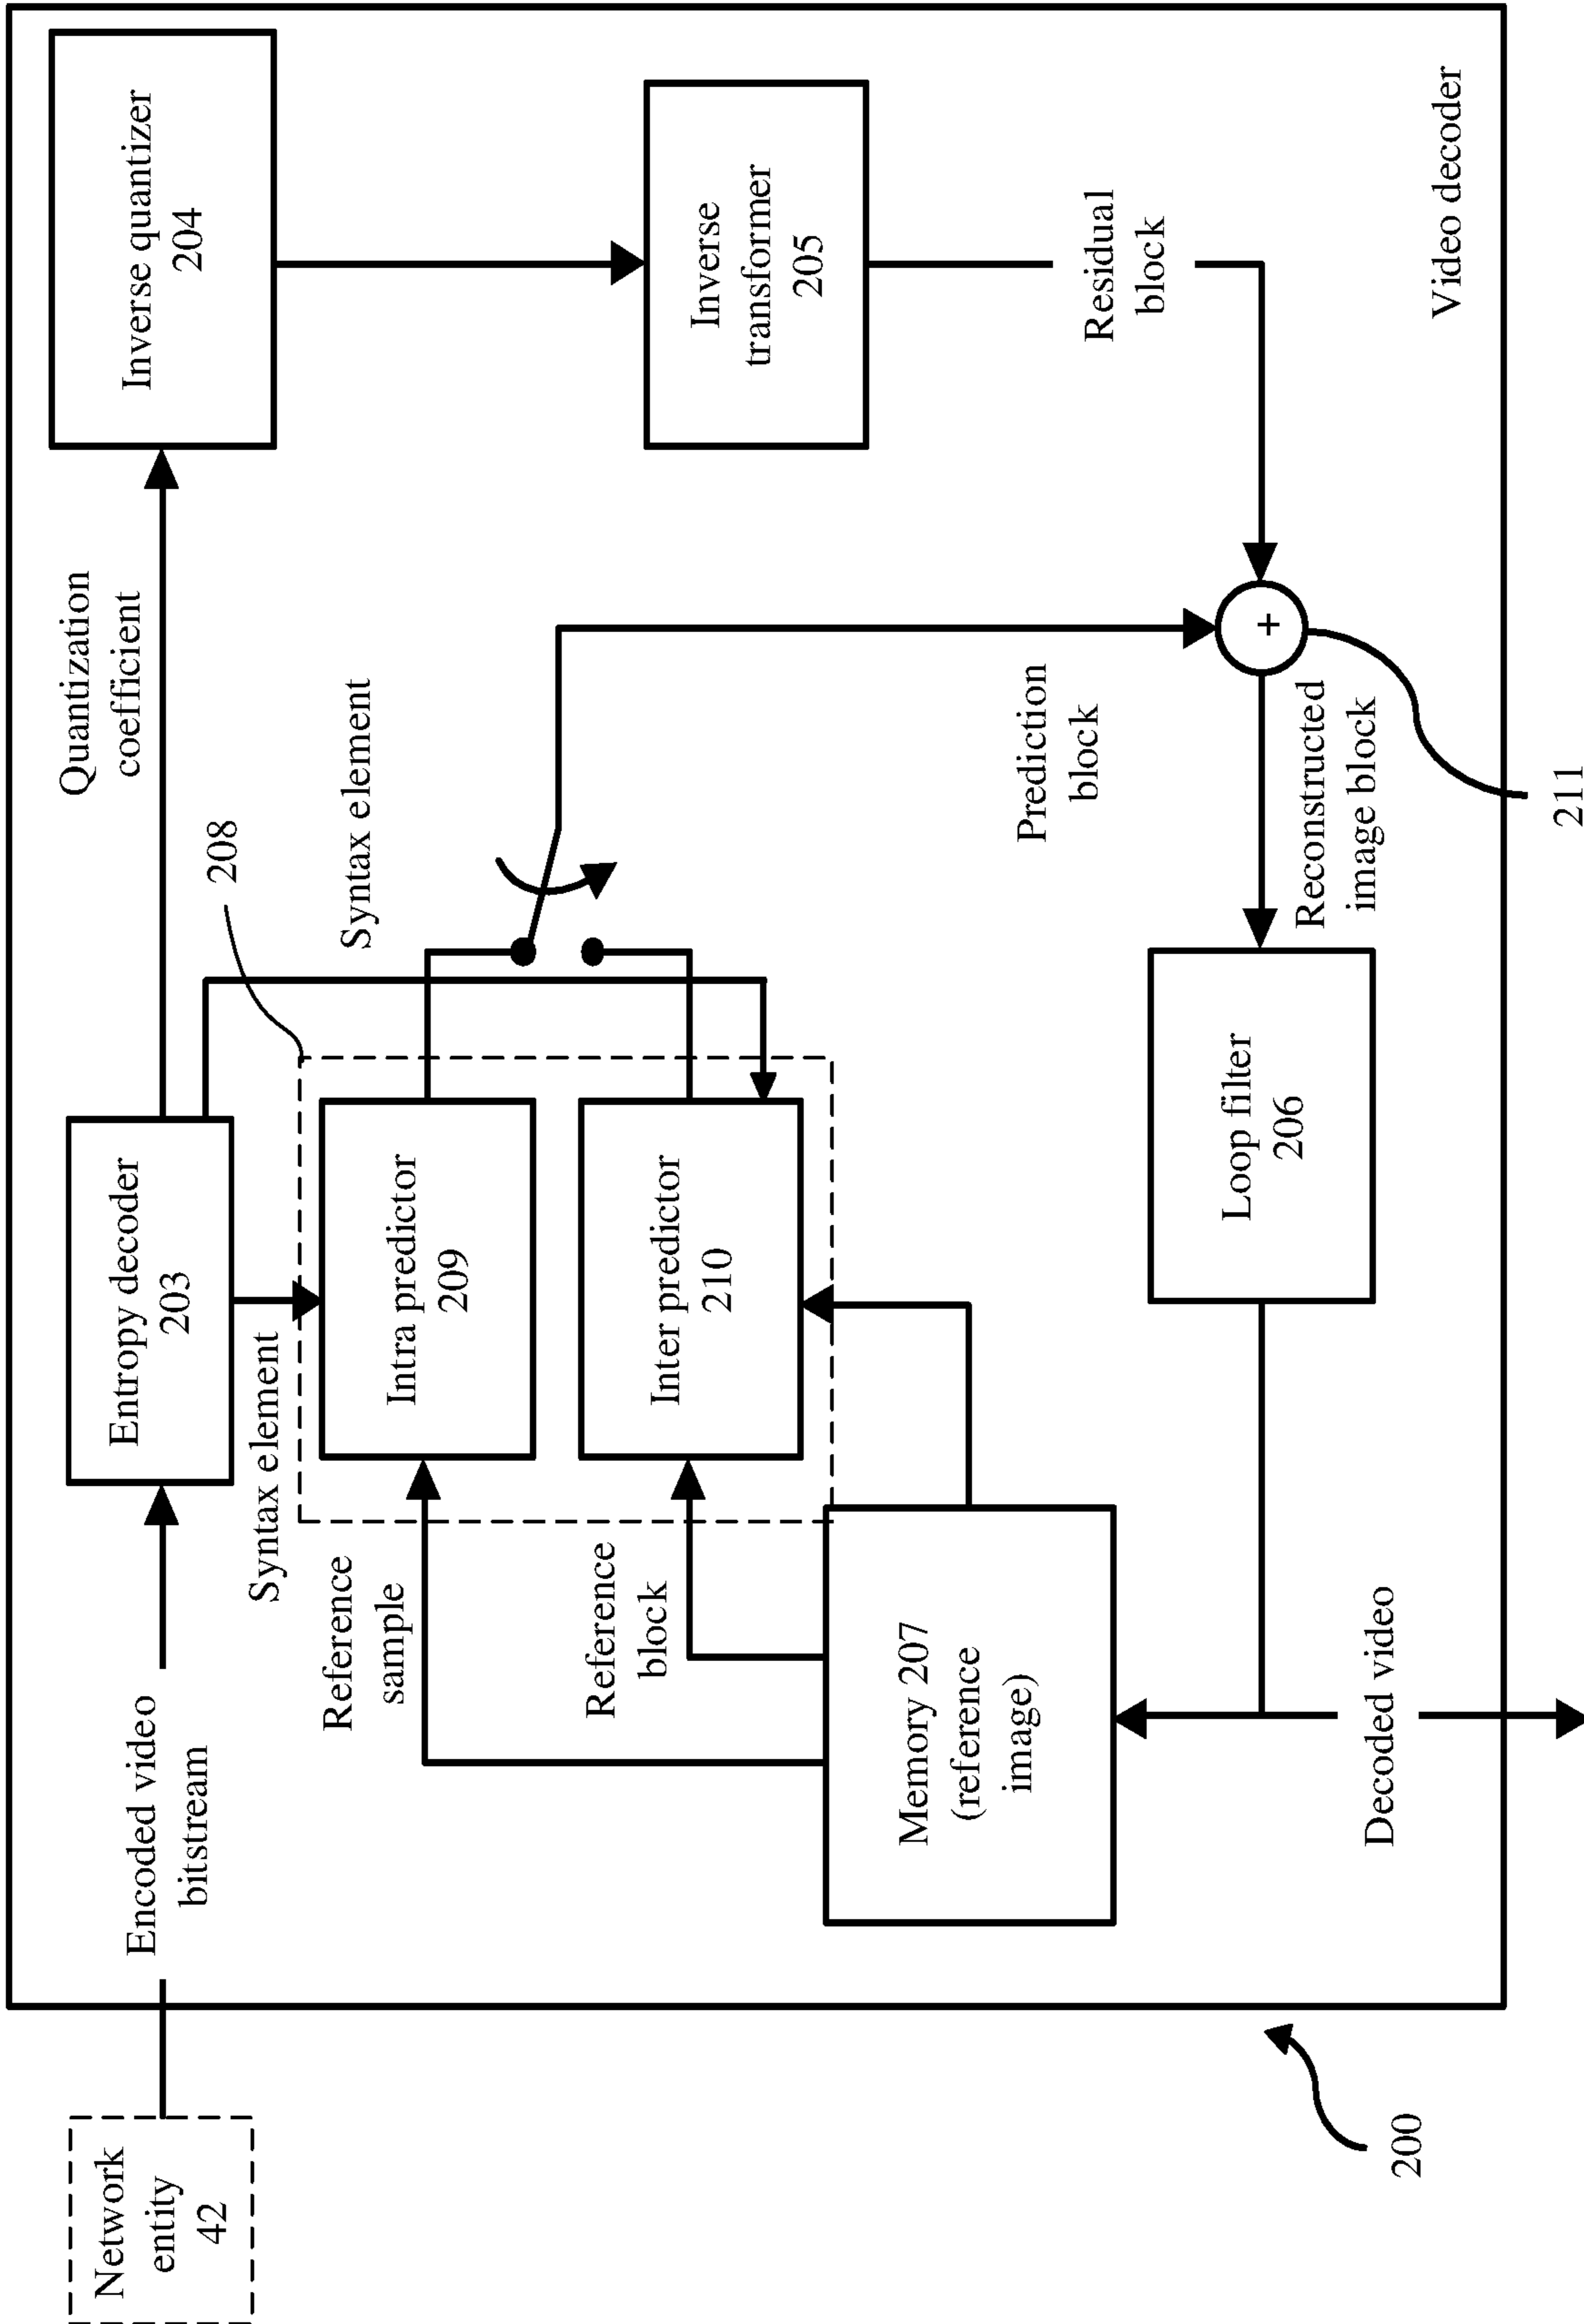 Network
entity
42
Encoded video
bitstream
Entropy decoder
203
Quantization
coefficient
Inverse quantizer
204
208
Syntax element
Syntax element
Reference
sample
Intra predictor
209
Reference
block
Inter predictor
210
Inverse
transformer
205
Memory 207
(reference
image)
Prediction
block
Residual
block
Loop filter
206
Reconstructed
image block
+
Decoded video
Video decoder
200
211